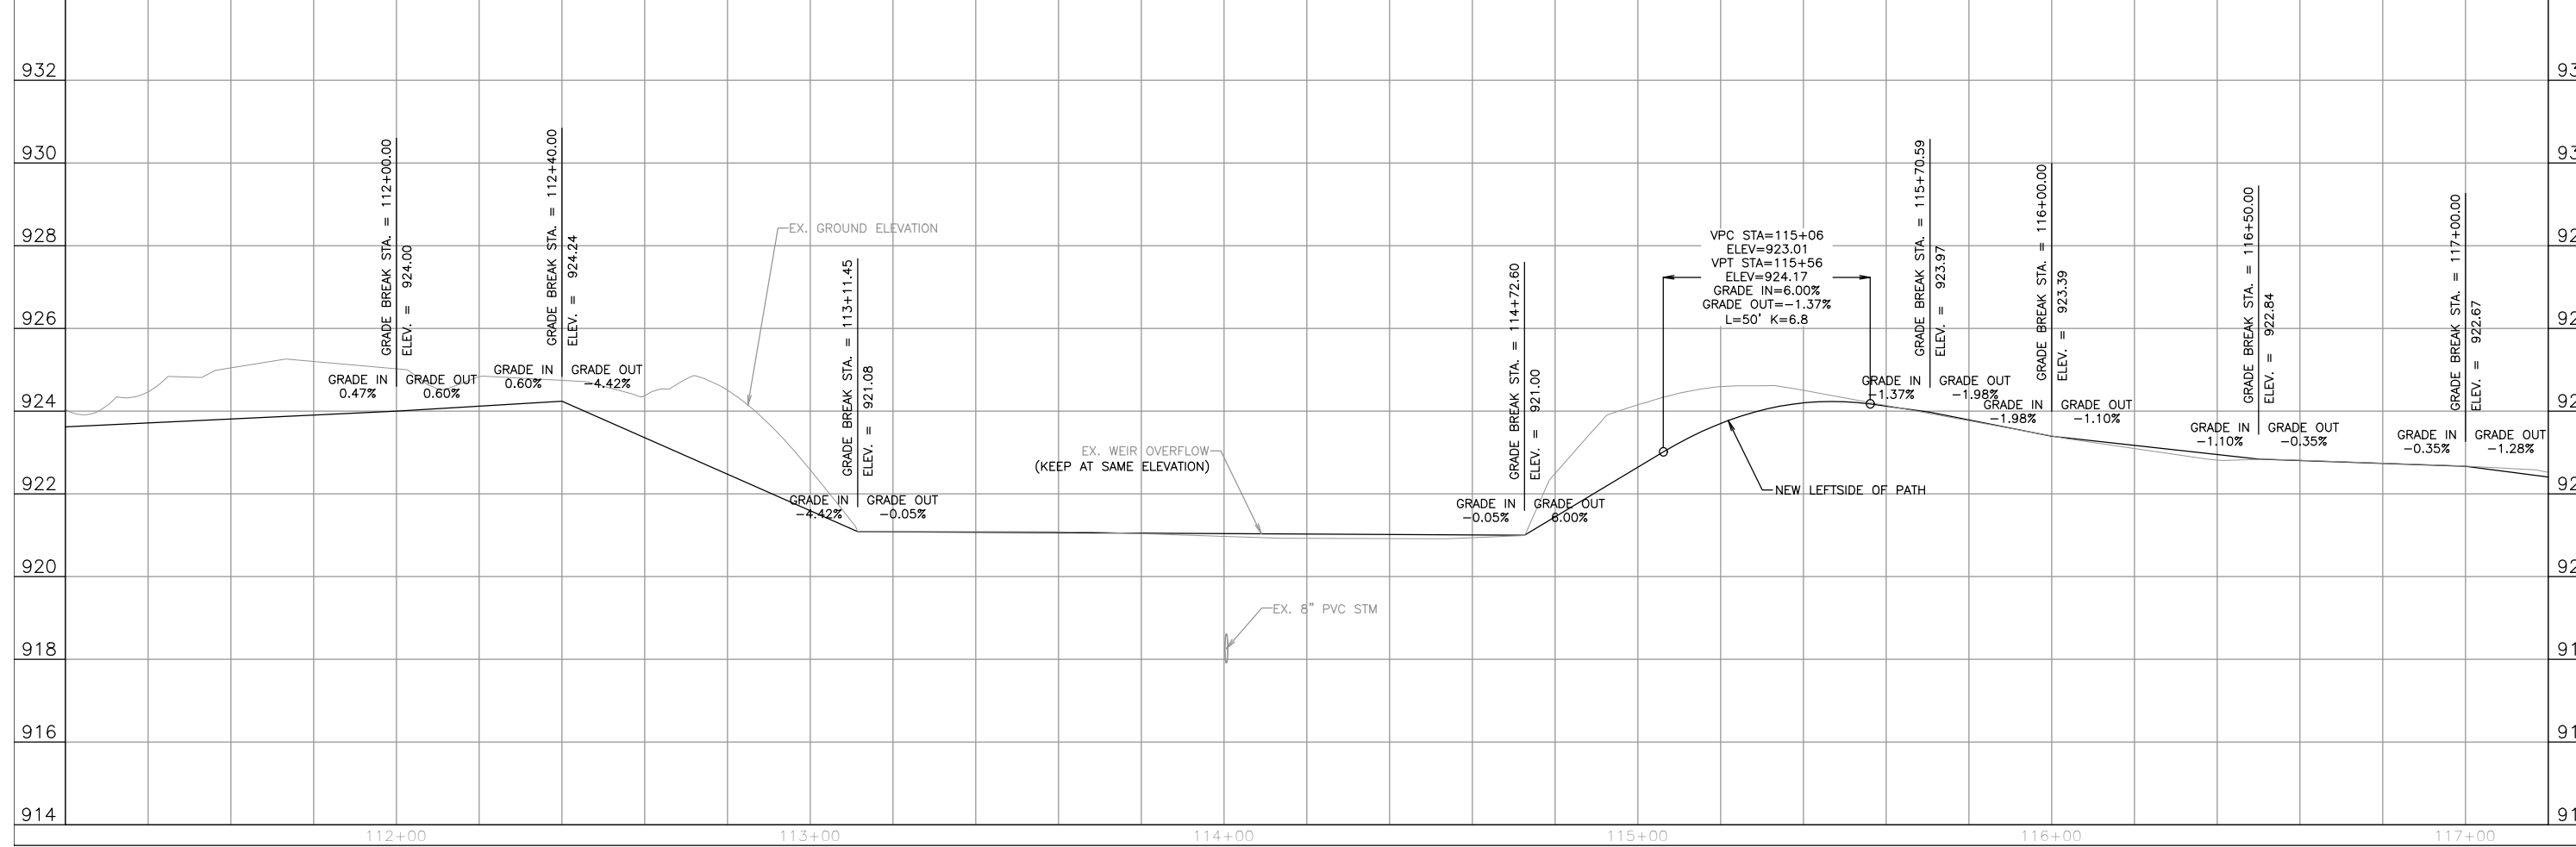 932
930
928
926
924
922
920
918
916
914
GRADE BREAK STA. = 112+00.00
ELEV. = 924.00
GRADE IN
0.47%
GRADE OUT
0.60%
GRADE BREAK STA. = 112+40.00
ELEV. = 924.24
GRADE IN
0.60%
GRADE OUT
-4.42%
EX. GROUND ELEVATION
GRADE BREAK STA. = 113+11.45
ELEV. = 921.08
GRADE IN
-4.42%
GRADE OUT
-0.05%
EX. WEIR OVERFLOW
(KEEP AT SAME ELEVATION)
EX. 8" PVC STM
GRADE BREAK STA. = 114+72.60
ELEV. = 921.00
GRADE IN
-0.05%
GRADE OUT
6.00%
VPC STA=115+06
ELEV=923.01
VPT STA=115+56
ELEV=924.17
GRADE IN=6.00%
GRADE OUT=-1.37%
L=50' K=6.8
NEW LEFTSIDE OF PATH
GRADE BREAK STA. = 115+70.59
ELEV. = 923.97
GRADE IN
-1.37%
GRADE OUT
-1.98%
GRADE BREAK STA. = 116+00.00
ELEV. = 923.39
GRADE IN
-1.98%
GRADE OUT
-1.10%
GRADE BREAK STA. = 116+50.00
ELEV. = 922.84
GRADE IN
-1.10%
GRADE OUT
-0.35%
GRADE BREAK STA. = 117+00.00
ELEV. = 922.67
GRADE IN
-0.35%
GRADE OUT
-1.28%
112+00
113+00
114+00
115+00
116+00
117+00